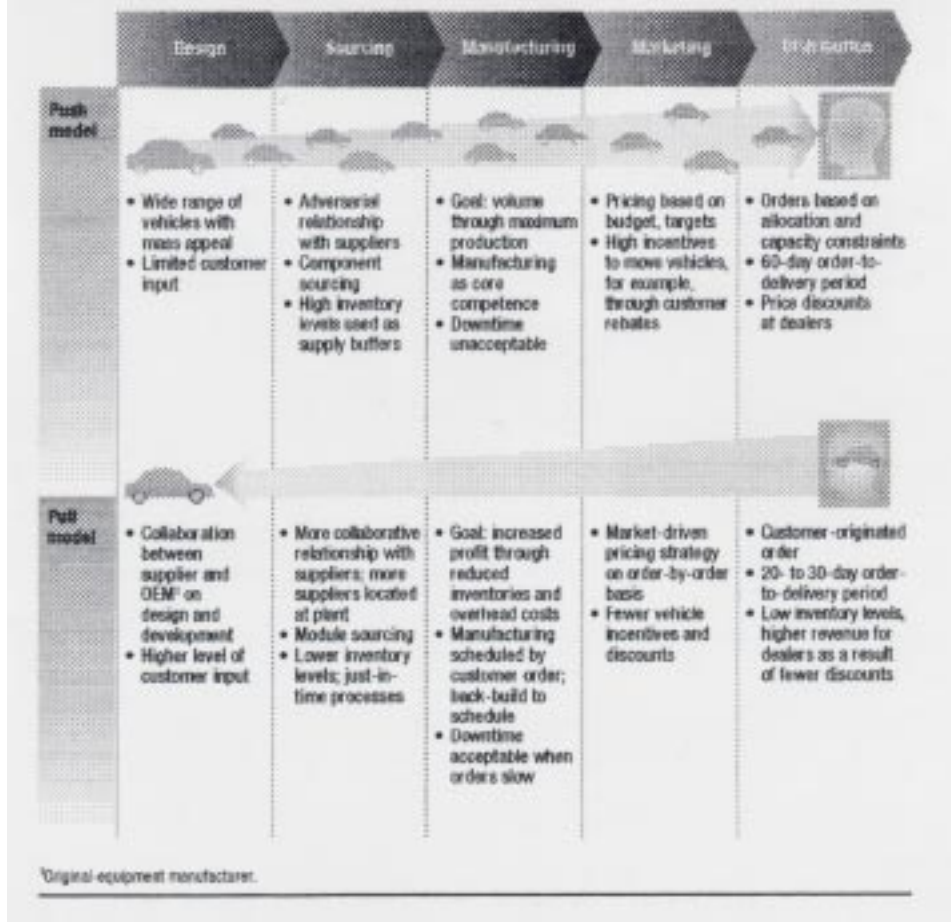 Design
Sourcing
Manufacturing
Marketing
Distribution
Push
model
• Wide range of
vehicles with
mass appeal
• Limited customer
input
• Adversarial
relationship
with suppliers
• Component
sourcing
• High inventory
levels used as
supply buffers
• Goal: volume
through maximum
production
• Manufacturing
as core
competence
• Downtime
unacceptable
• Pricing based on
budget, targets
• High incentives
to move vehicles,
for example,
through customer
rebates
• Orders based on
allocation and
capacity constraints
• 60-day order-to-
delivery period
• Price discounts
at dealers
Pull
model
• Collaboration
between
supplier and
OEM¹ on
design and
development
• Higher level of
customer input
• More collaborative
relationship with
suppliers; more
suppliers located
at plant
• Module sourcing
• Lower inventory
levels; just-in-
time processes
• Goal: increased
profit through
reduced
inventories and
overhead costs
• Manufacturing
scheduled by
customer order;
back-build to
schedule
• Downtime
acceptable when
orders slow
• Market-driven
pricing strategy
on order-by-order
basis
• Fewer vehicle
incentives and
discounts
• Customer-originated
order
• 20- to 30-day order-
to-delivery period
• Low inventory levels,
higher revenue for
dealers as a result
of fewer discounts
¹Original-equipment manufacturer.